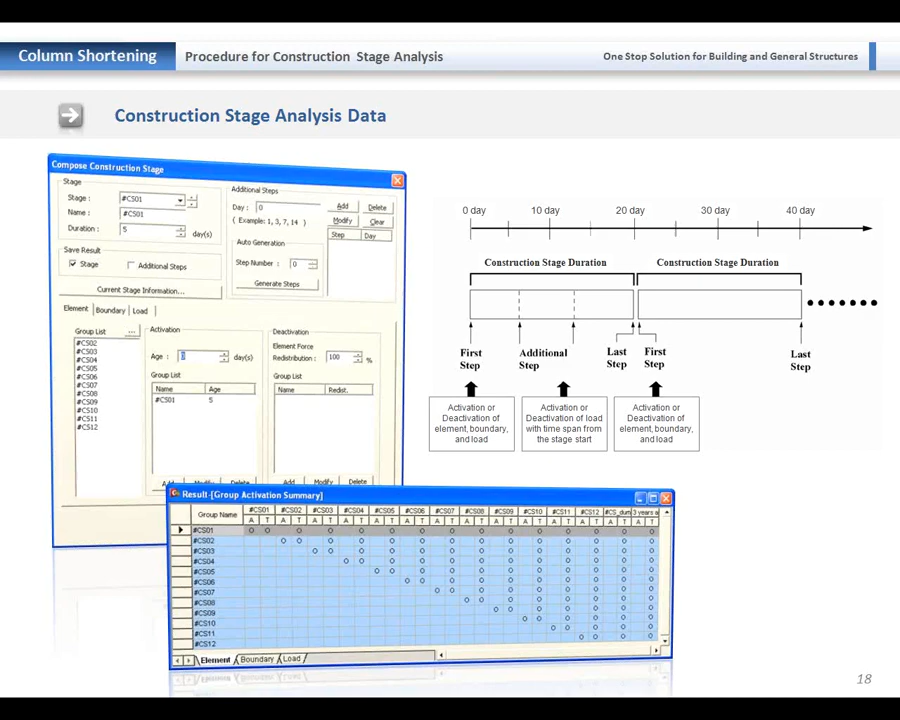 Column Shortening
Procedure for Construction Stage Analysis
One Stop Solution for Building and General Structures
Construction Stage Analysis Data
Compose Construction Stage
Stage
Stage : #CS01
Name : #CS01
Duration : 5 day(s)
Save Result
Stage Additional Steps
Current Stage Information...
Additional Steps
Day : 0 Add Delete
( Example: 1, 3, 7, 14 ) Modify Clear
Auto Generation
Step Number : 0
Generate Steps
Step Day
Element Boundary Load
Group List ...
#CS02
#CS03
#CS04
#CS05
#CS06
#CS07
#CS08
#CS09
#CS10
#CS11
#CS12
Activation
Age : 0 day(s)
Group List
Name Age
#CS01 5
Add Modify Delete
Deactivation
Element Force
Redistribution : 100 %
Group List
Name Redist.
Add Modify Delete
0 day 10 day 20 day 30 day 40 day
Construction Stage Duration Construction Stage Duration
First
Step
Additional
Step
Last
Step
First
Step
Last
Step
Activation or
Deactivation of
element, boundary,
and load
Activation or
Deactivation of load
with time span from
the stage start
Activation or
Deactivation of
element, boundary,
and load
Result-[Group Activation Summary]
Group Name #CS01 #CS02 #CS03 #CS04 #CS05 #CS06 #CS07 #CS08 #CS09 #CS10 #CS11 #CS12 #CS_dum 3 years a
A T A T A T A T A T A T A T A T A T A T A T A T A T A T
#CS01
#CS02
#CS03
#CS04
#CS05
#CS06
#CS07
#CS08
#CS09
#CS10
#CS11
#CS12
Element Boundary Load
18